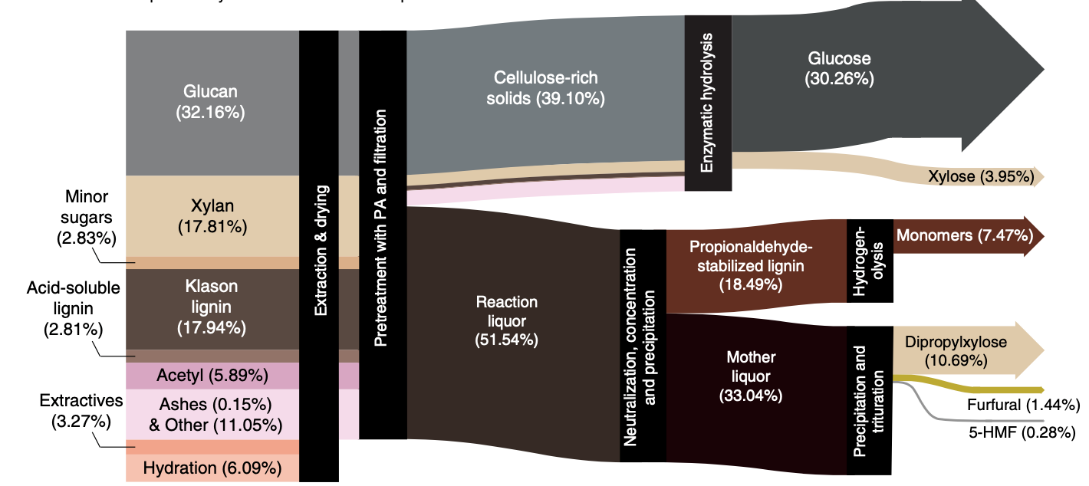 Glucan
(32.16%)
Minor
sugars
(2.83%)
Xylan
(17.81%)
Acid-soluble
lignin
(2.81%)
Klason
lignin
(17.94%)
Acetyl (5.89%)
Extractives
(3.27%)
Ashes (0.15%)
& Other (11.05%)
Hydration (6.09%)
Extraction & drying
Pretreatment with PA and filtration
Cellulose-rich
solids (39.10%)
Reaction
liquor
(51.54%)
Enzymatic hydrolysis
Glucose
(30.26%)
Xylose (3.95%)
Neutralization, concentration
and precipitation
Propionaldehyde-
stabilized lignin
(18.49%)
Hydrogen-
olysis
Monomers (7.47%)
Mother
liquor
(33.04%)
Precipitation and
trituration
Dipropylxylose
(10.69%)
Furfural (1.44%)
5-HMF (0.28%)